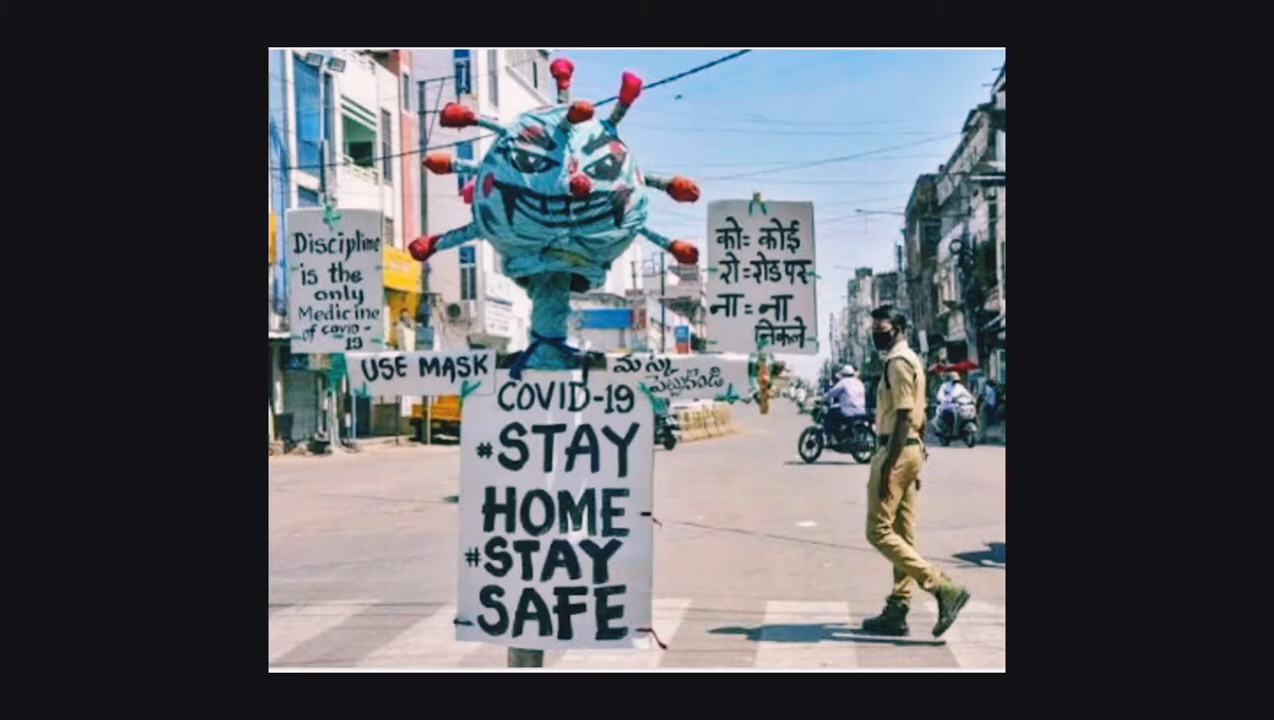 Discipline
is the
only
Medicine
of covid-
19
को= कोई
रो=रोड पर
ना= ना
निकले
USE MASK
మాస్కు
పెట్టుకోండి
COVID-19
#STAY
HOME
#STAY
SAFE